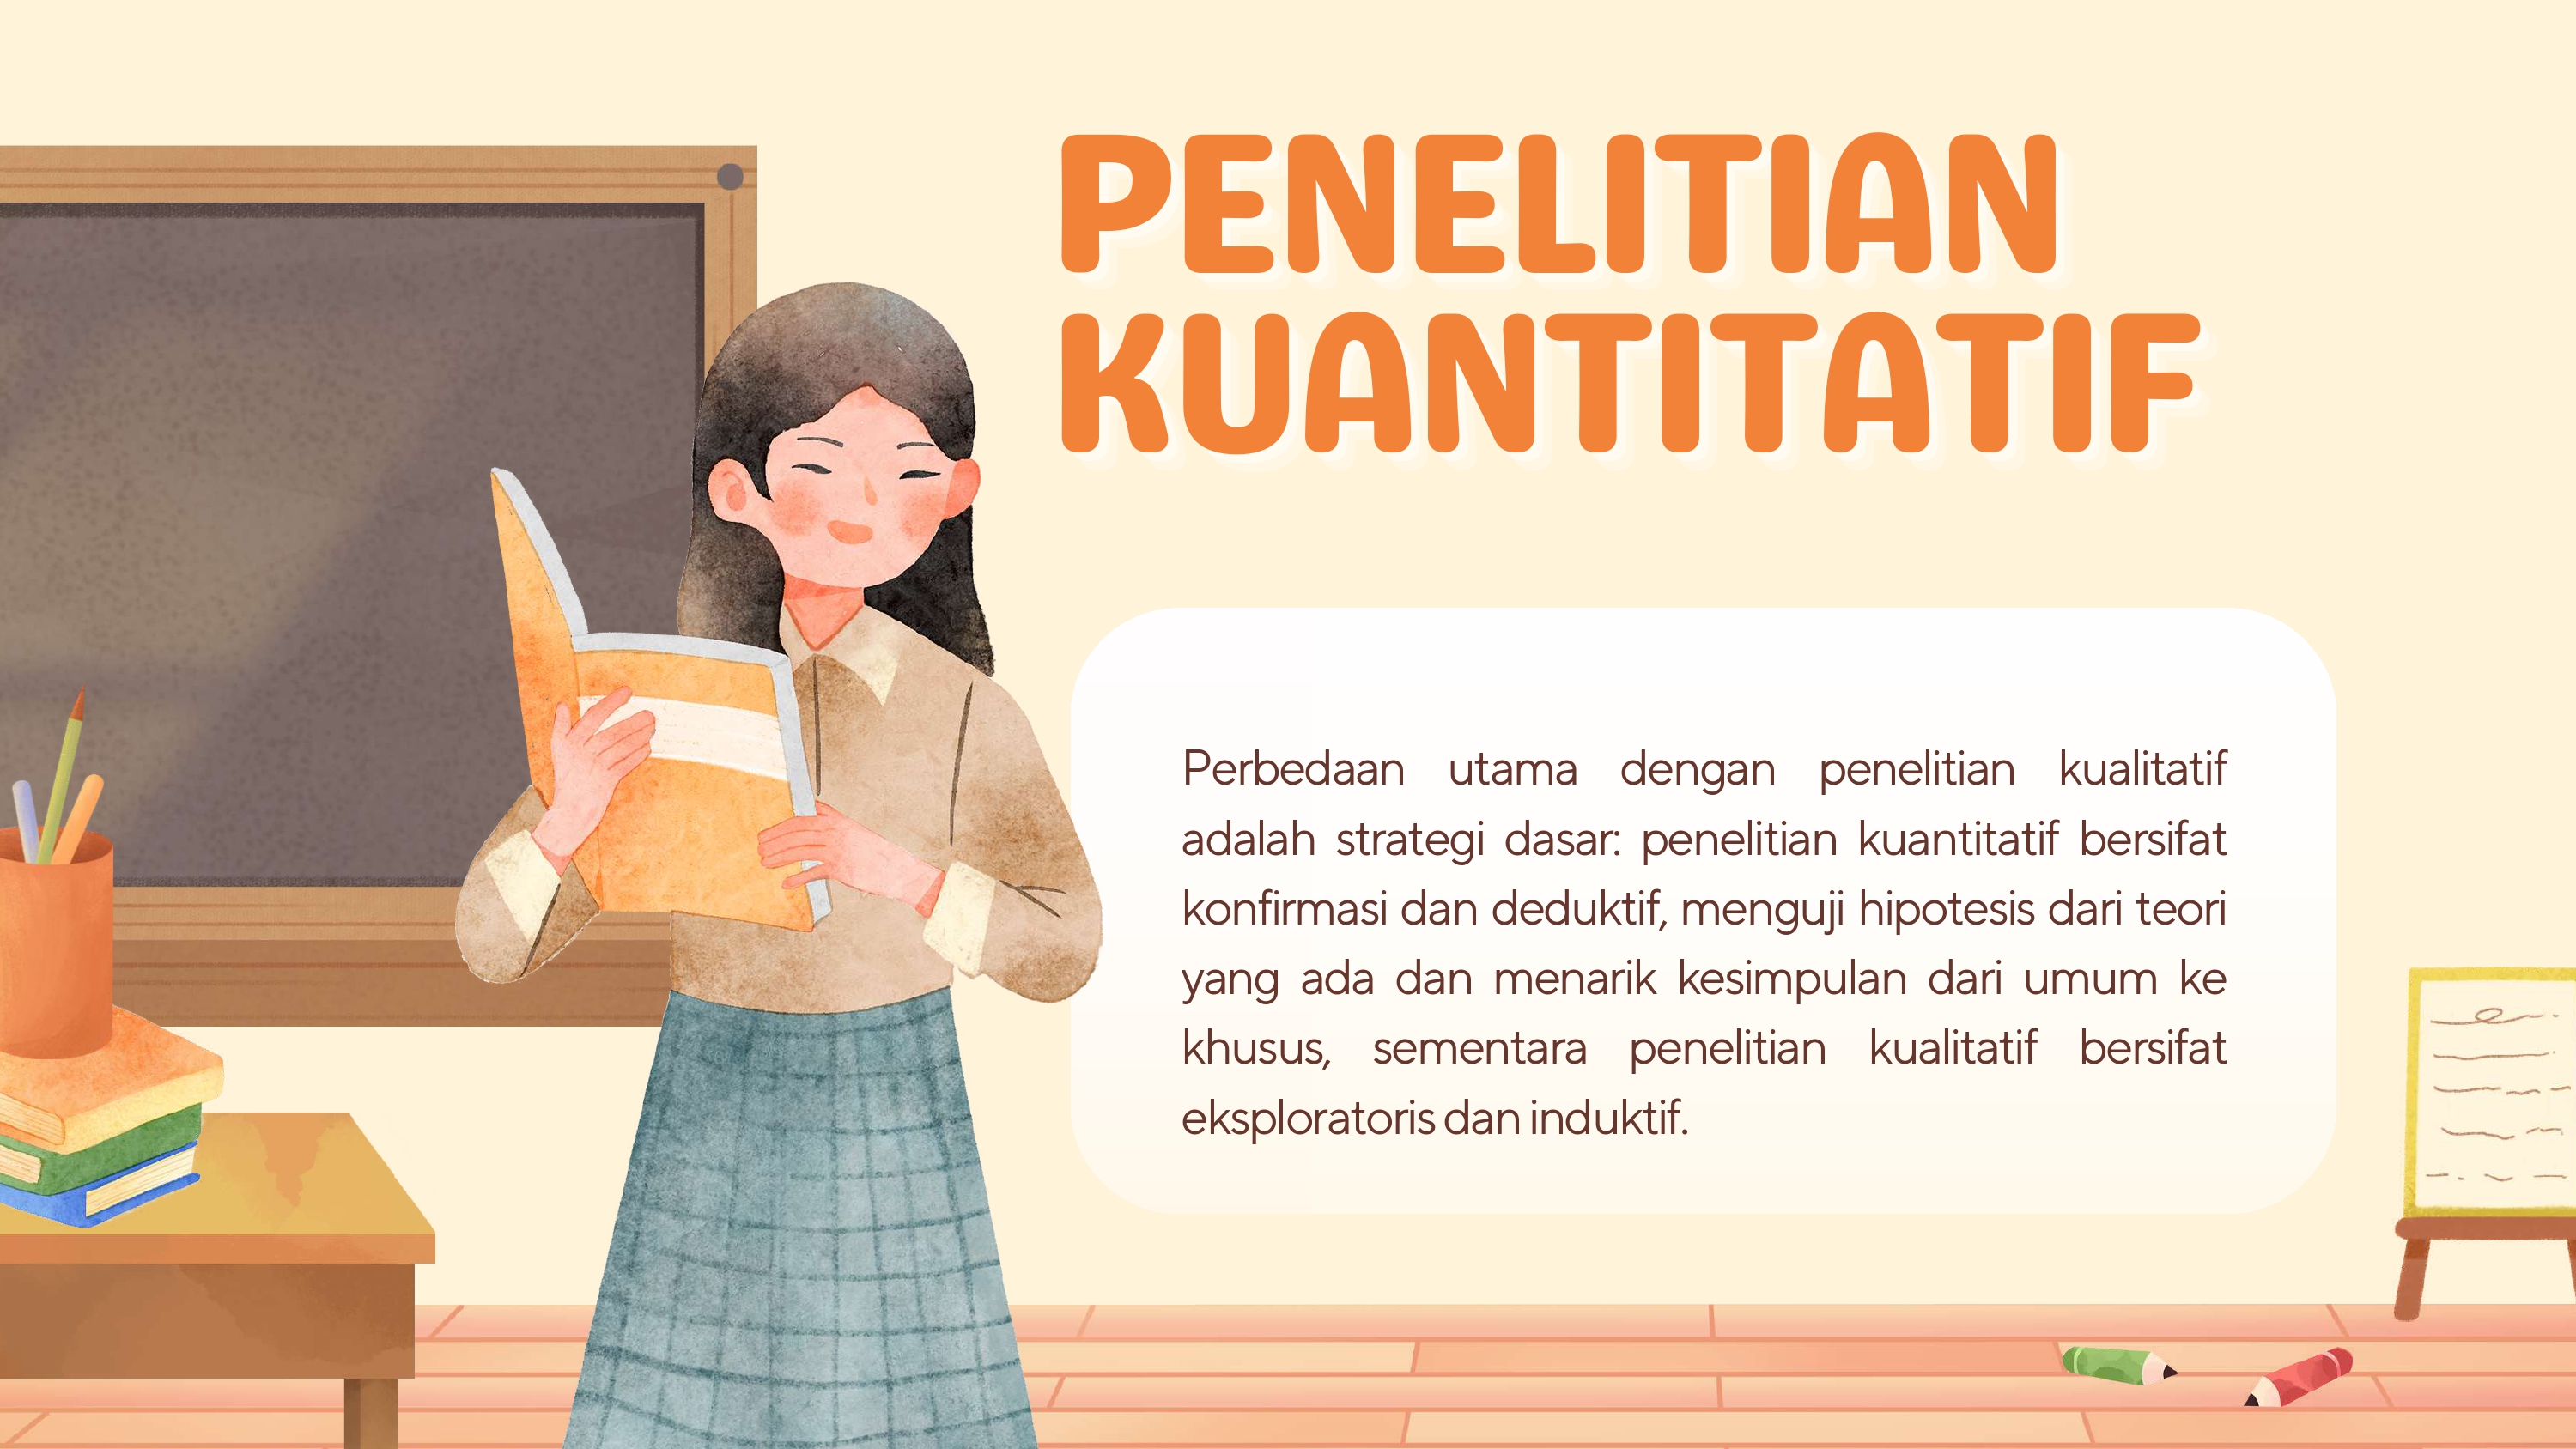 PENELITIAN
KUANTITATIF
Perbedaan utama dengan penelitian kualitatif
adalah strategi dasar: penelitian kuantitatif bersifat
konfirmasi dan deduktif, menguji hipotesis dari teori
yang ada dan menarik kesimpulan dari umum ke
khusus, sementara penelitian kualitatif bersifat
eksploratoris dan induktif.